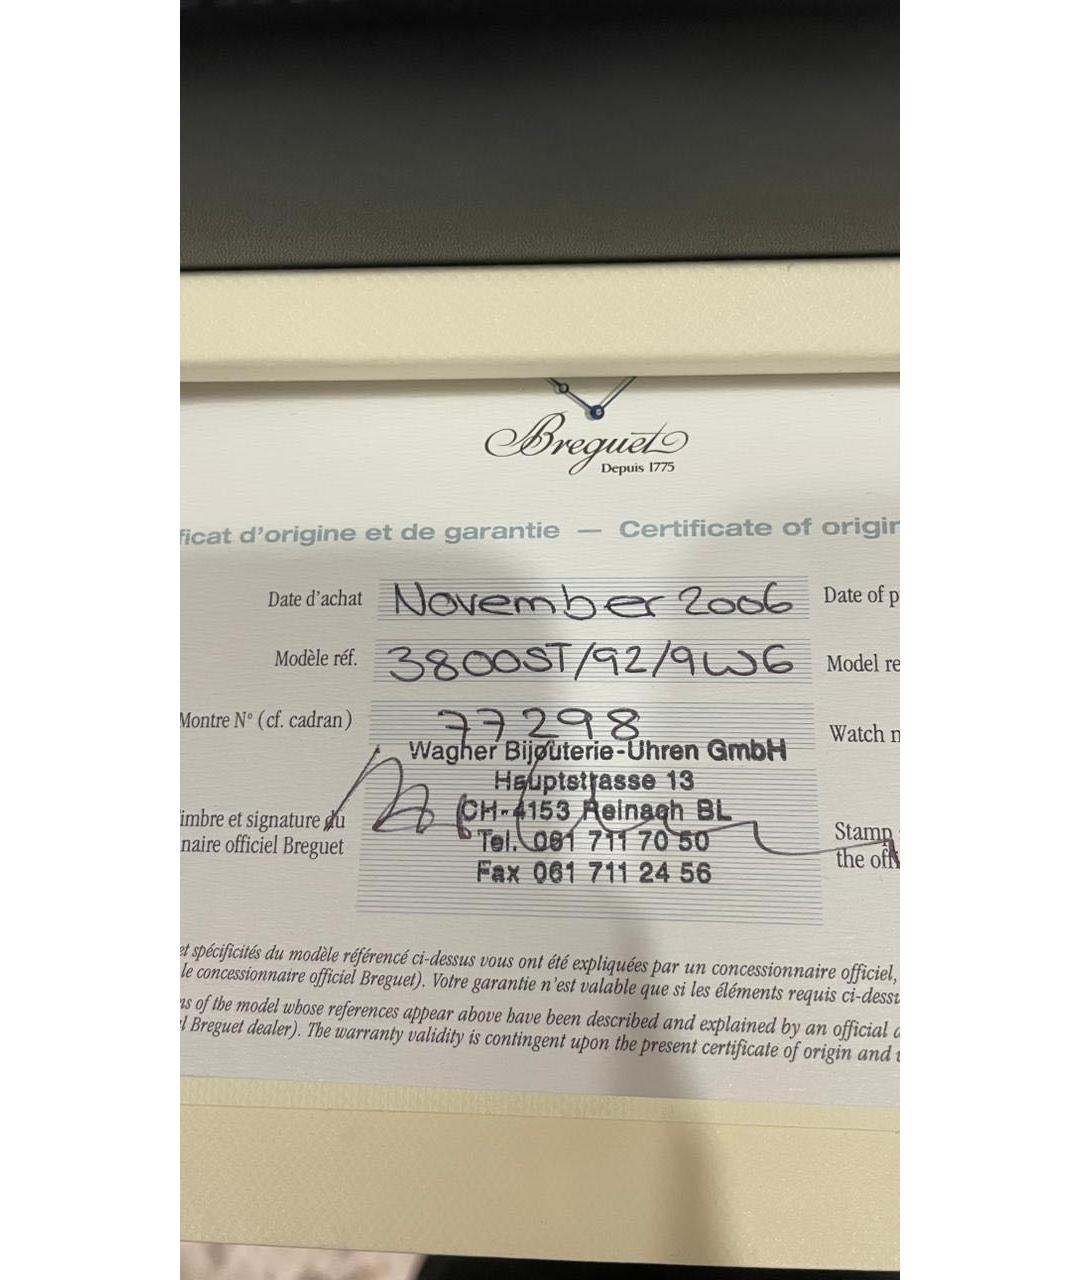 Breguet
Depuis 1775
ficat d'origine et de garantie — Certificate of origin
Date d'achat November 2006 Date of p
Modèle réf. 3800ST/92/9W6 Model re
Montre N° (cf. cadran) 77298 Watch n
Wagner Bijouterie-Uhren GmbH
Hauptstrasse 13
CH-4153 Reinach BL
imbre et signature du Stamp
naire officiel Breguet the off
Tel. 061 711 70 50
Fax 061 711 24 56
et spécificités du modèle référencé ci-dessus vous ont été expliquées par un concessionnaire officiel,
le concessionnaire officiel Breguet). Votre garantie n'est valable que si les éléments requis ci-dessu
ns of the model whose references appear above have been described and explained by an official
l Breguet dealer). The warranty validity is contingent upon the present certificate of origin and